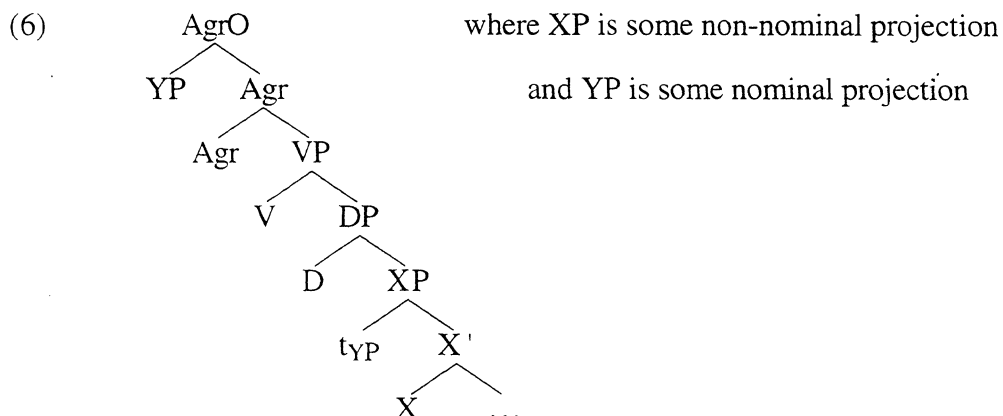 (6) AgrO where XP is some non-nominal projection
YP Agr and YP is some nominal projection
Agr VP
V DP
D XP
tYP X '
X ...